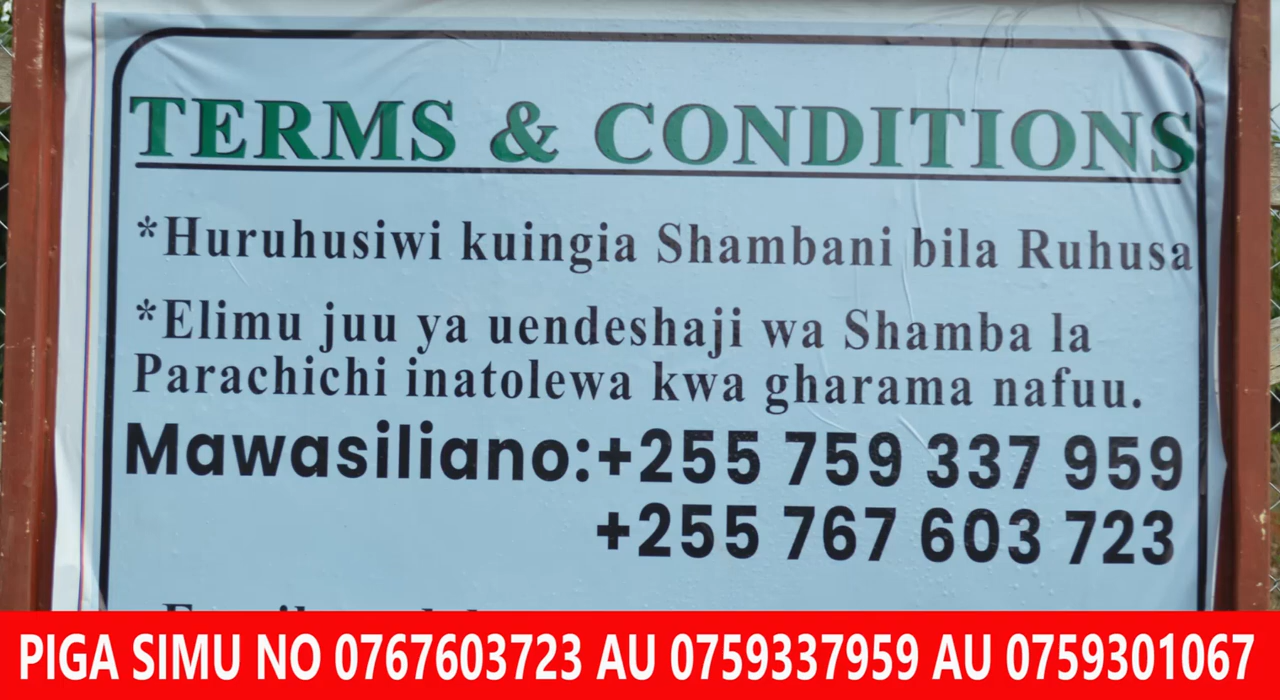 TERMS & CONDITIONS
*Huruhusiwi kuingia Shambani bila Ruhusa
*Elimu juu ya uendeshaji wa Shamba la
Parachichi inatolewa kwa gharama nafuu.
Mawasiliano:+255 759 337 959
+255 767 603 723
PIGA SIMU NO 0767603723 AU 0759337959 AU 0759301067